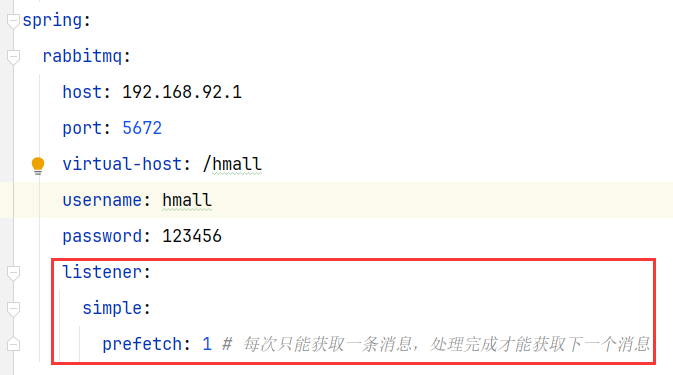 spring:
  rabbitmq:
    host: 192.168.92.1
    port: 5672
    virtual-host: /hmall
    username: hmall
    password: 123456
    listener:
      simple:
        prefetch: 1 # 每次只能获取一条消息，处理完成才能获取下一个消息